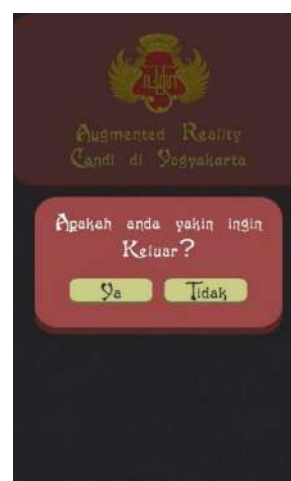 Augmented Reality
Candi di Yogyakarta
Apakah anda yakin ingin
Keluar?
Ya
Tidak